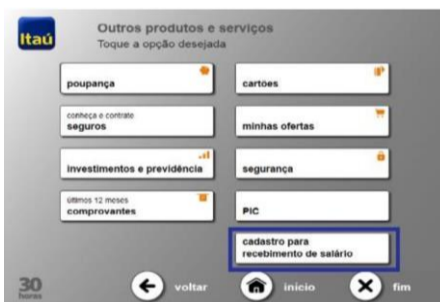 Itaú
Outros produtos e serviços
Toque a opção desejada
poupança
cartões
conheça e contrate
seguros
minhas ofertas
investimentos e previdência
segurança
últimos 12 meses
comprovantes
PIC
cadastro para
recebimento de salário
30
horas
voltar
início
fim